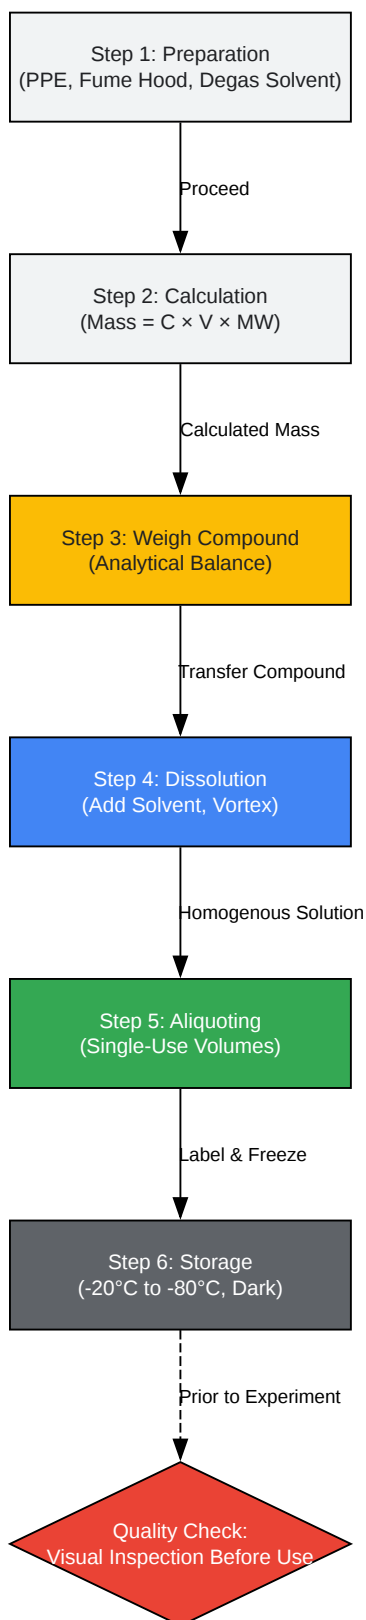 Step 1: Preparation
(PPE, Fume Hood, Degas Solvent)
Proceed
Step 2: Calculation
(Mass = C × V × MW)
Calculated Mass
Step 3: Weigh Compound
(Analytical Balance)
Transfer Compound
Step 4: Dissolution
(Add Solvent, Vortex)
Homogenous Solution
Step 5: Aliquoting
(Single-Use Volumes)
Label & Freeze
Step 6: Storage
(-20°C to -80°C, Dark)
Prior to Experiment
Quality Check:
Visual Inspection Before Use